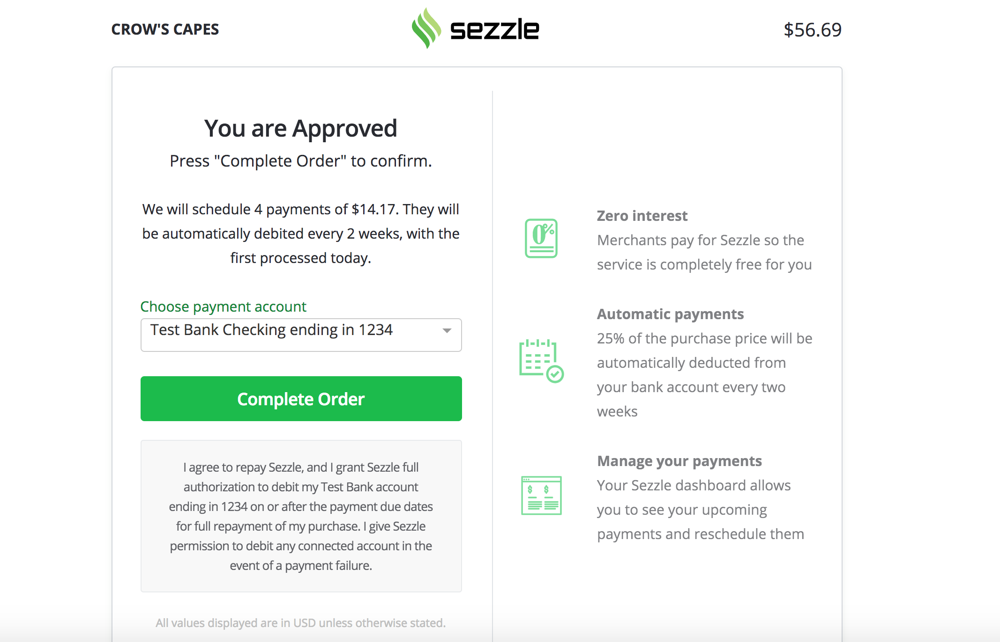 CROW'S CAPES
sezzle
$56.69
You are Approved
Press "Complete Order" to confirm.
We will schedule 4 payments of $14.17. They will
be automatically debited every 2 weeks, with the
first processed today.
Choose payment account
Test Bank Checking ending in 1234
Complete Order
I agree to repay Sezzle, and I grant Sezzle full
authorization to debit my Test Bank account
ending in 1234 on or after the payment due dates
for full repayment of my purchase. I give Sezzle
permission to debit any connected account in the
event of a payment failure.
All values displayed are in USD unless otherwise stated.
0%
Zero interest
Merchants pay for Sezzle so the
service is completely free for you
Automatic payments
25% of the purchase price will be
automatically deducted from
your bank account every two
weeks
$ $
Manage your payments
Your Sezzle dashboard allows
you to see your upcoming
payments and reschedule them